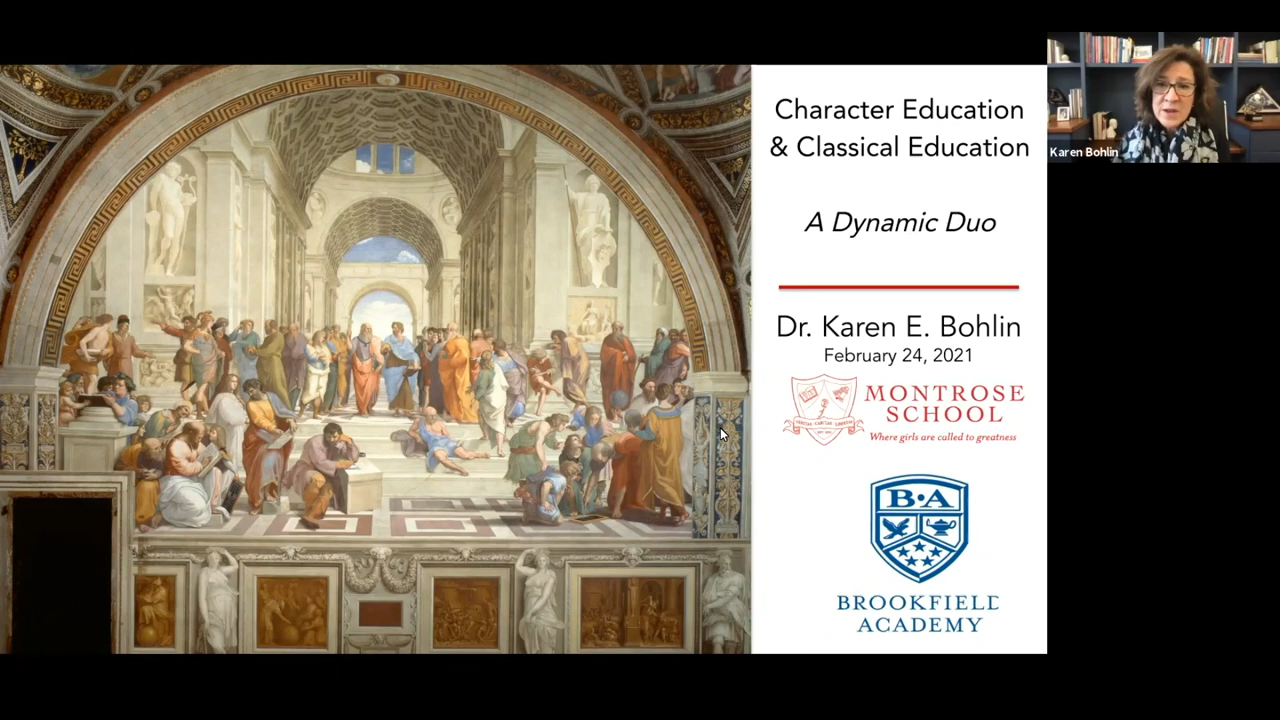 Character Education
& Classical Education
A Dynamic Duo
Dr. Karen E. Bohlin
February 24, 2021
MONTROSE
SCHOOL
Where girls are called to greatness
B·A
BROOKFIELD
ACADEMY
Karen Bohlin